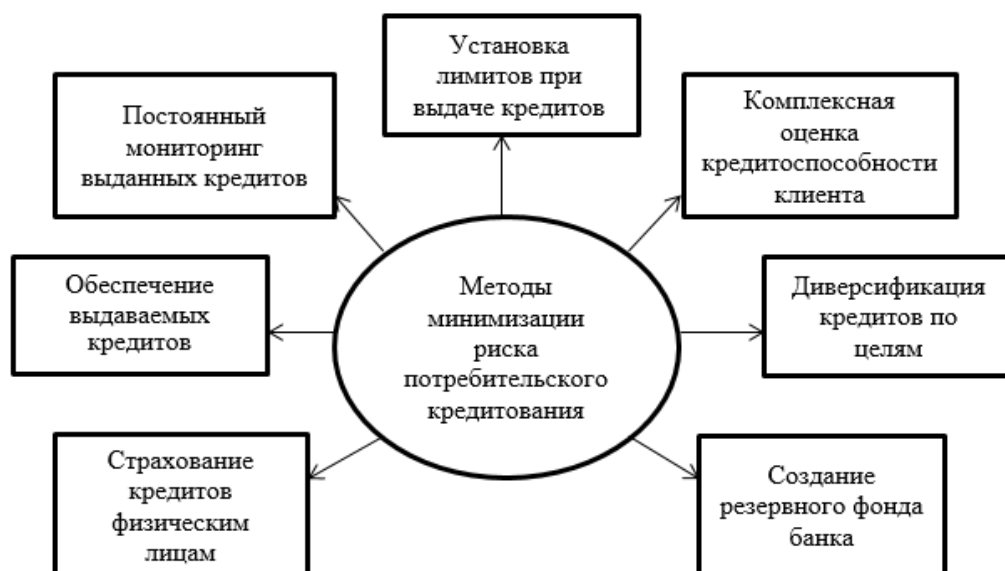 Установка
лимитов при
выдаче кредитов
Постоянный
мониторинг
выданных кредитов
Комплексная
оценка
кредитоспособности
клиента
Обеспечение
выдаваемых
кредитов
Методы
минимизации
риска
потребительского
кредитования
Диверсификация
кредитов по
целям
Страхование
кредитов
физическим
лицам
Создание
резервного фонда
банка